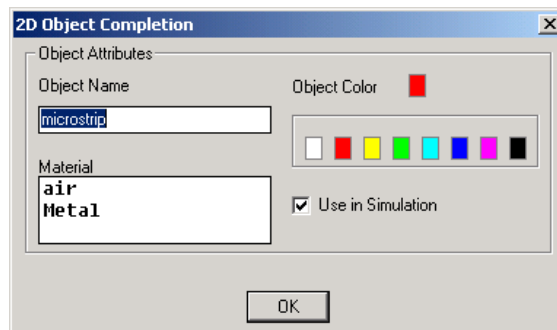 2D Object Completion
Object Attributes
Object Name
Object Color
microstrip
Material
air
Metal
Use in Simulation
OK